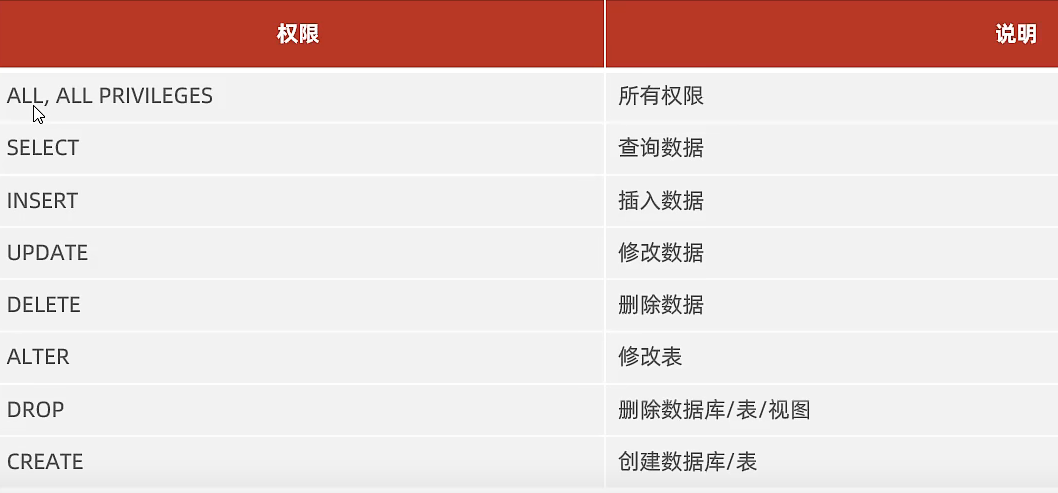 权限 说明
ALL, ALL PRIVILEGES 所有权限
SELECT 查询数据
INSERT 插入数据
UPDATE 修改数据
DELETE 删除数据
ALTER 修改表
DROP 删除数据库/表/视图
CREATE 创建数据库/表